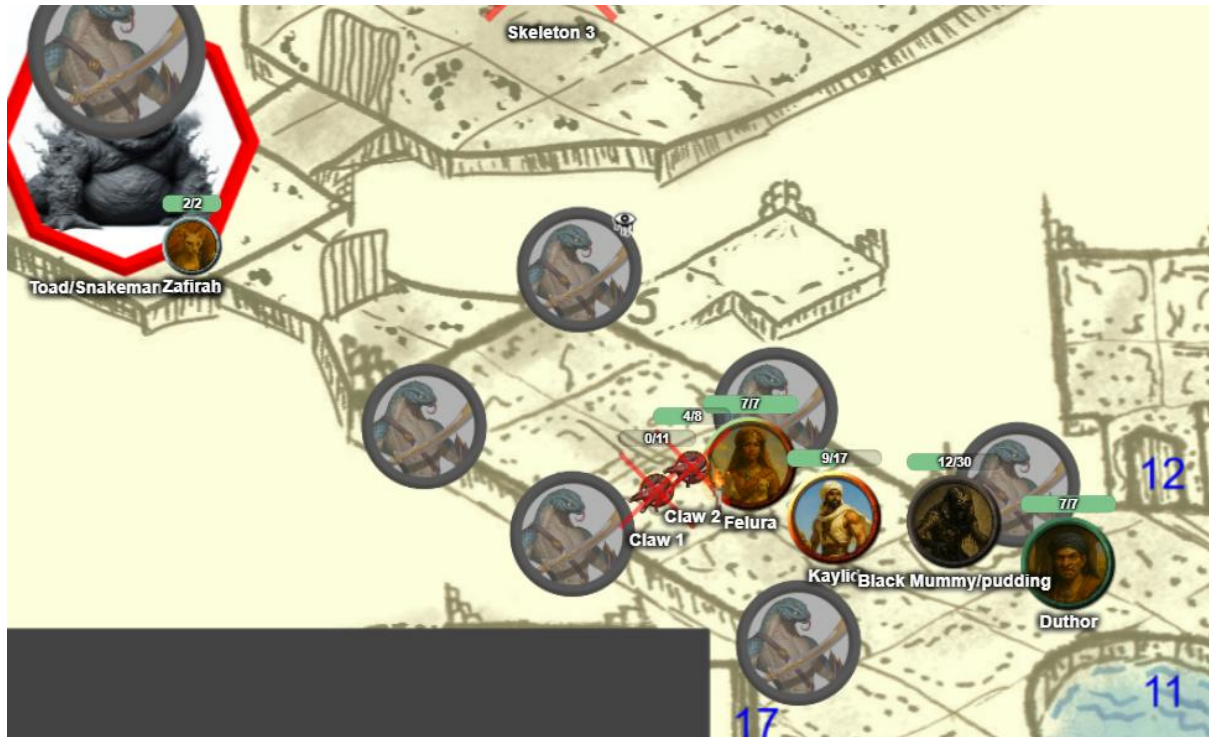 Skeleton 3
2/2
Toad/Snakeman
Zafirah
5
7/7
4/8
0/11
9/17
12/30
12
7/7
Claw 2
Felura
Claw 1
Black Mummy/pudding
Duthor
11
17